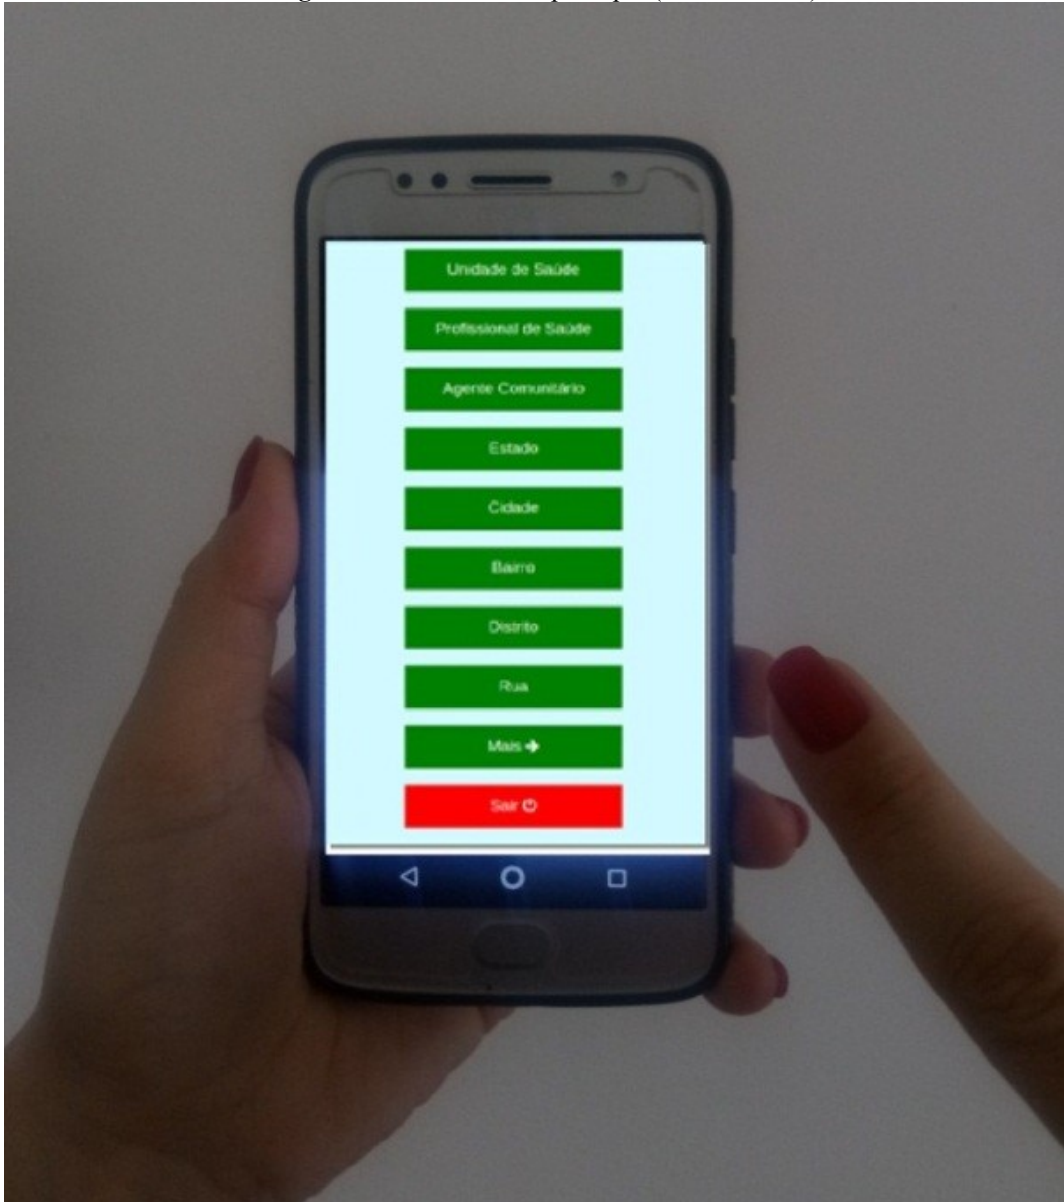 Unidade de Saúde
Profissional de Saúde
Agente Comunitário
Estado
Cidade
Bairro
Distrito
Rua
Mais
Sair